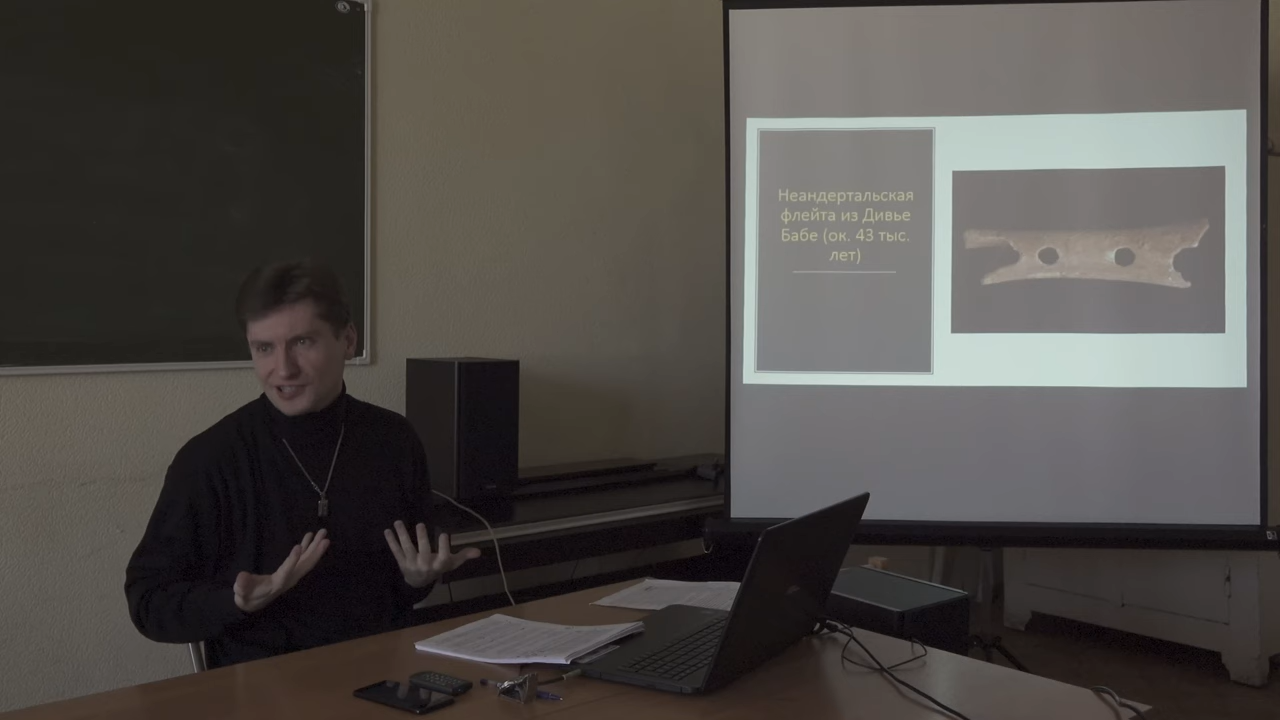 Неандертальская
флейта из Дивье
Бабе (ок. 43 тыс.
лет)